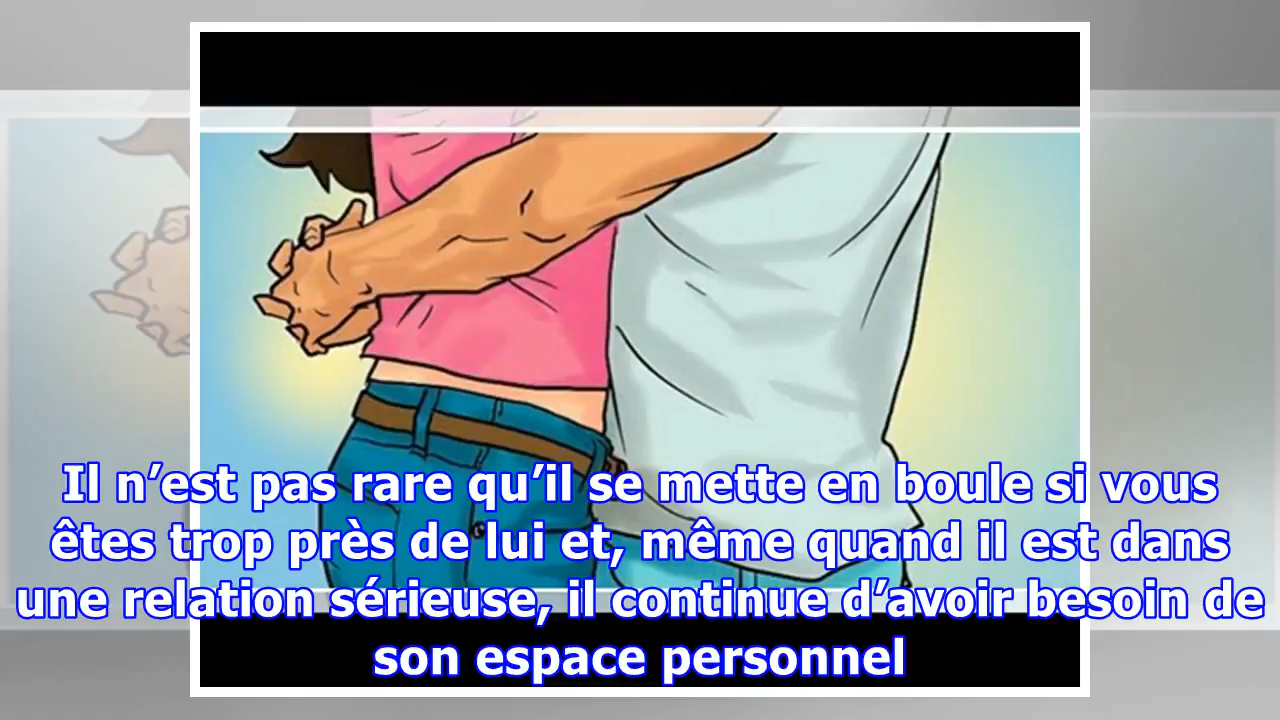 Il n’est pas rare qu’il se mette en boule si vous
êtes trop près de lui et, même quand il est dans
une relation sérieuse, il continue d’avoir besoin de
son espace personnel